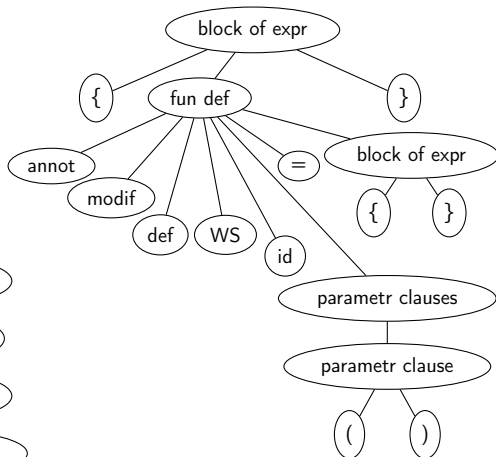 block of expr
{
fun def
}
annot
modif
def
WS
id
=
block of expr
{
}
parametr clauses
parametr clause
(
)